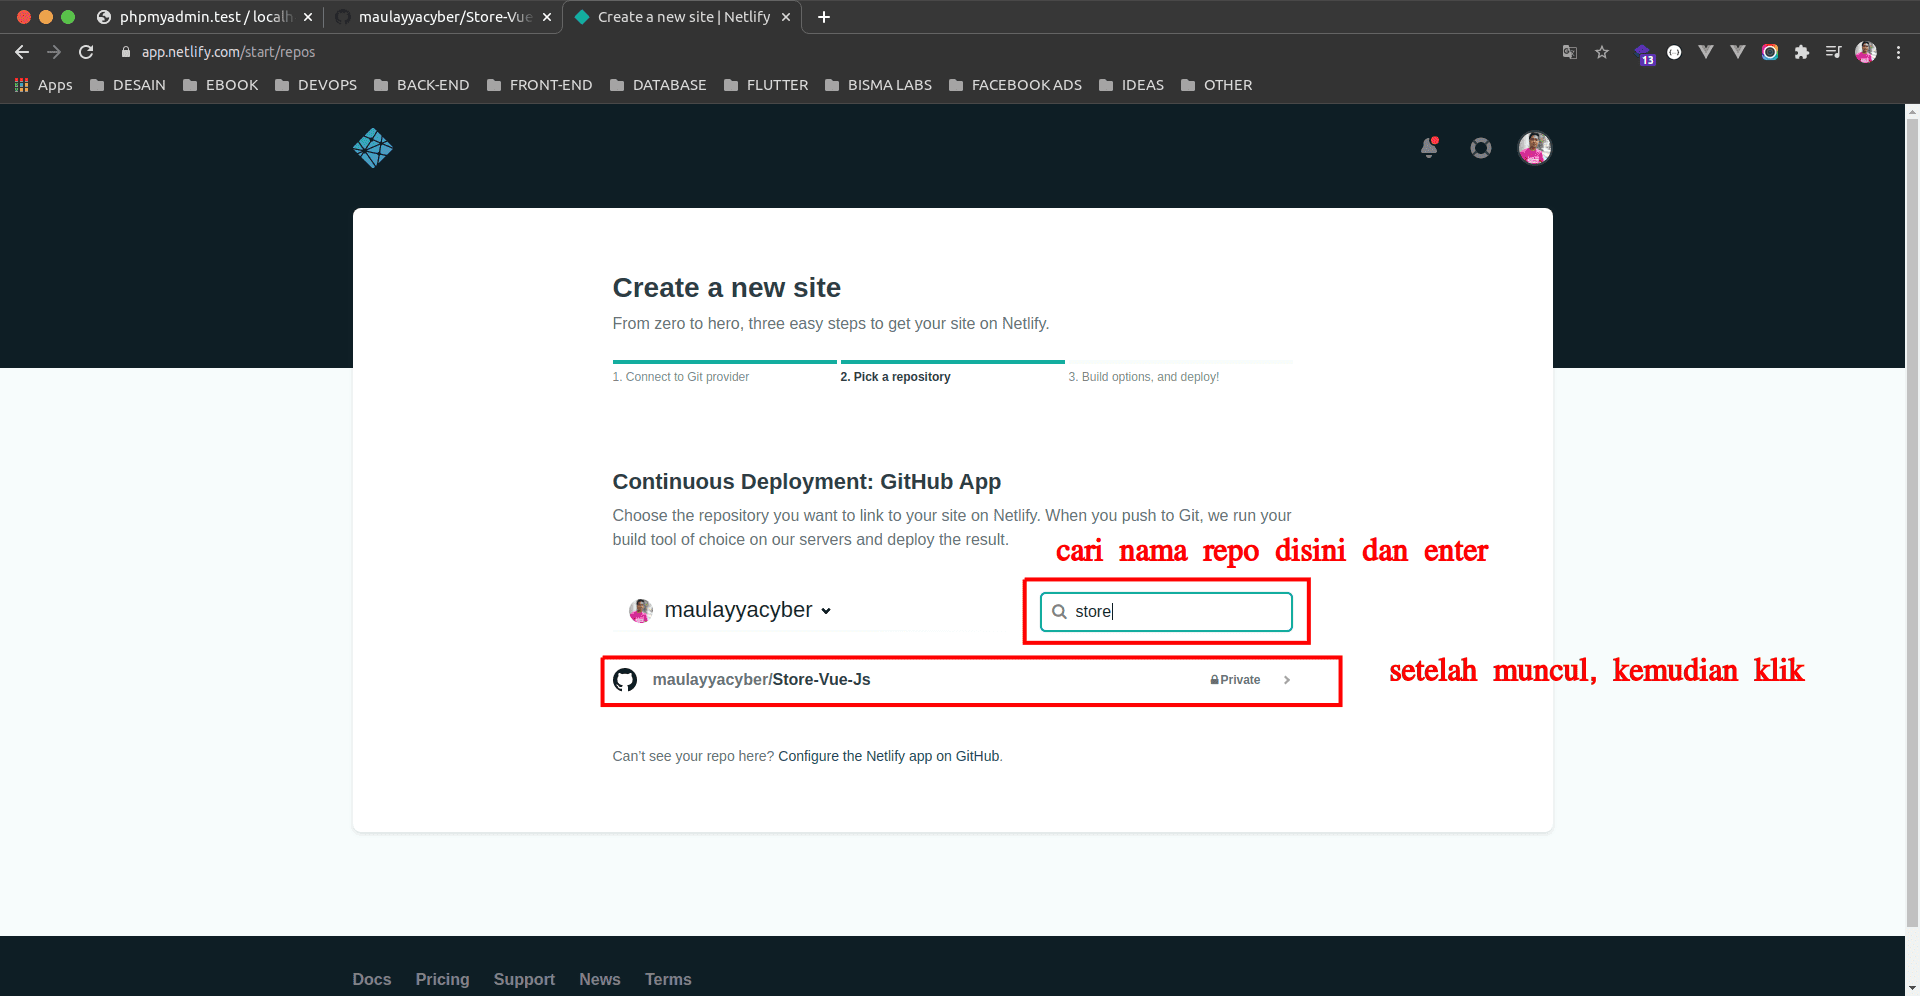 phpmyadmin.test / localh
maulayyacyber/Store-Vue
Create a new site | Netlify
app.netlify.com/start/repos
13
Apps DESAIN EBOOK DEVOPS BACK-END FRONT-END DATABASE FLUTTER BISMA LABS FACEBOOK ADS IDEAS OTHER
Create a new site
From zero to hero, three easy steps to get your site on Netlify.
1. Connect to Git provider 2. Pick a repository 3. Build options, and deploy!
Continuous Deployment: GitHub App
Choose the repository you want to link to your site on Netlify. When you push to Git, we run your
build tool of choice on our servers and deploy the result.
cari nama repo disini dan enter
maulayyacyber
store
maulayyacyber/Store-Vue-Js Private
setelah muncul, kemudian klik
Can't see your repo here? Configure the Netlify app on GitHub.
Docs Pricing Support News Terms